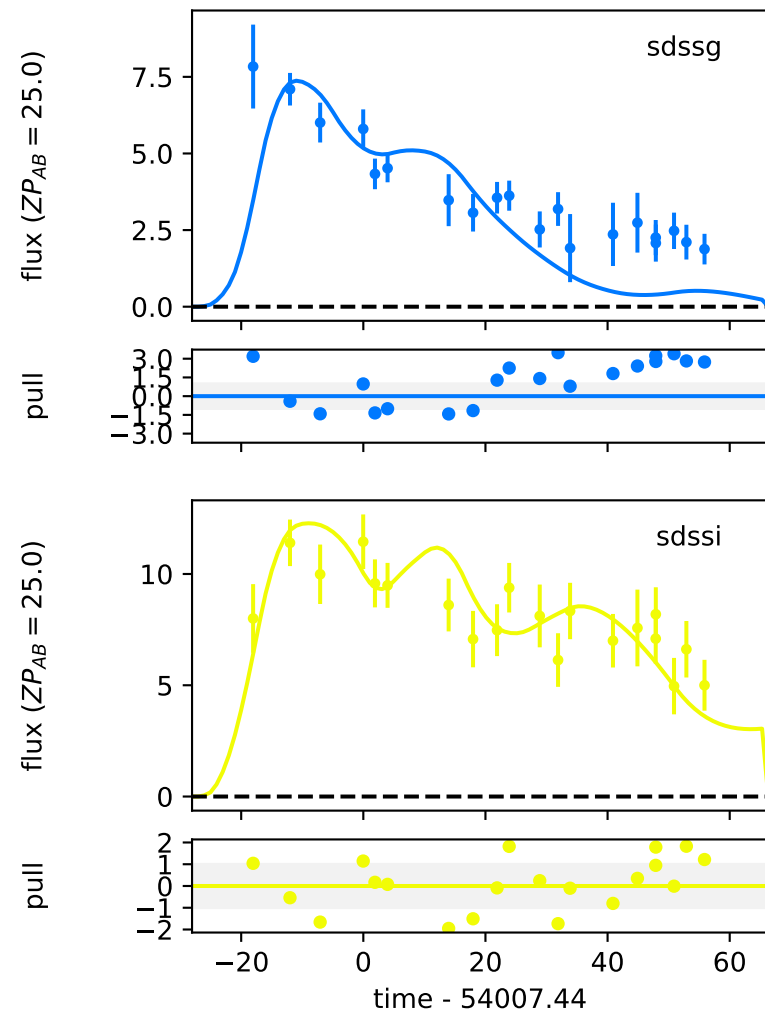 sdssg
flux (ZP_AB = 25.0)
7.5
5.0
2.5
0.0
pull
3.0
1.5
0.0
−1.5
−3.0
sdssi
flux (ZP_AB = 25.0)
10
5
0
pull
2
1
0
−1
−2
−20 0 20 40 60
time - 54007.44